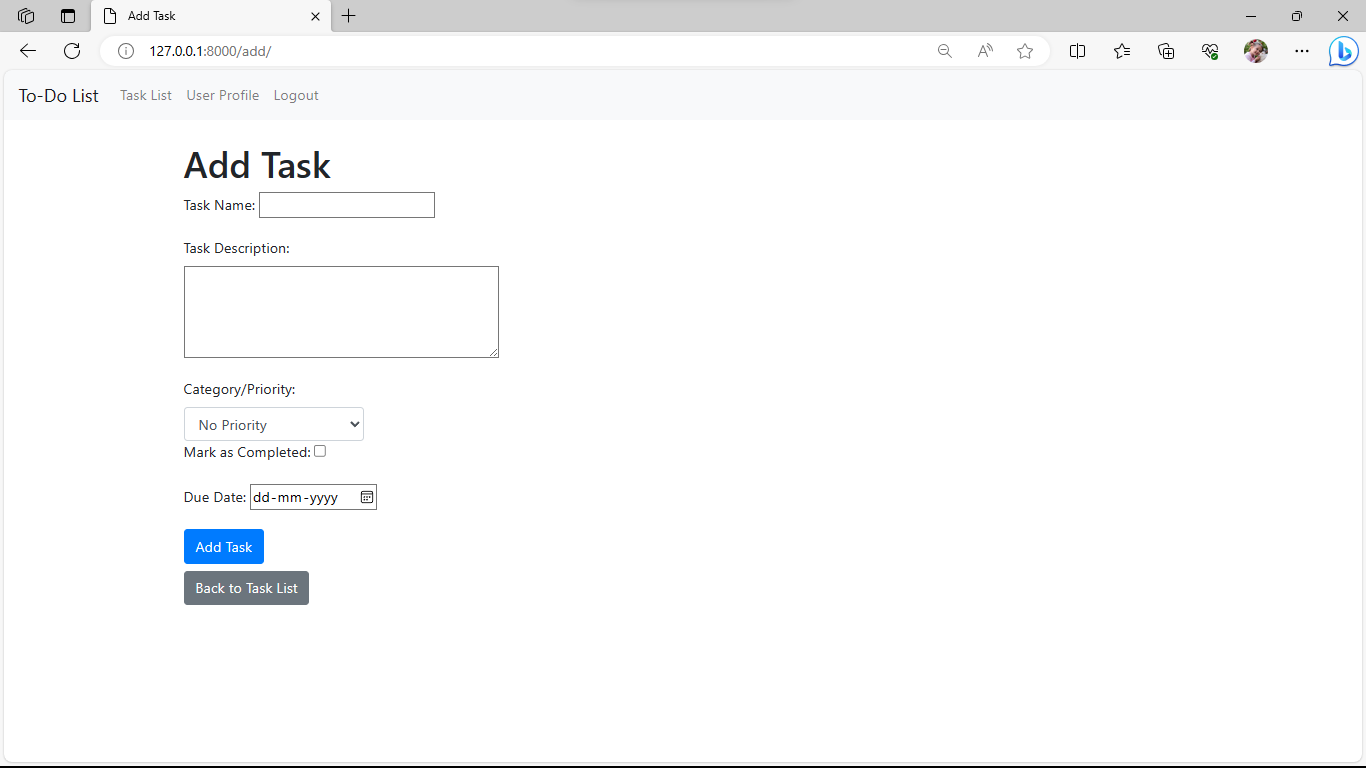 Add Task
127.0.0.1:8000/add/
To-Do List Task List User Profile Logout
Add Task
Task Name:
Task Description:
Category/Priority:
No Priority
Mark as Completed:
Due Date: dd-mm-yyyy
Add Task
Back to Task List